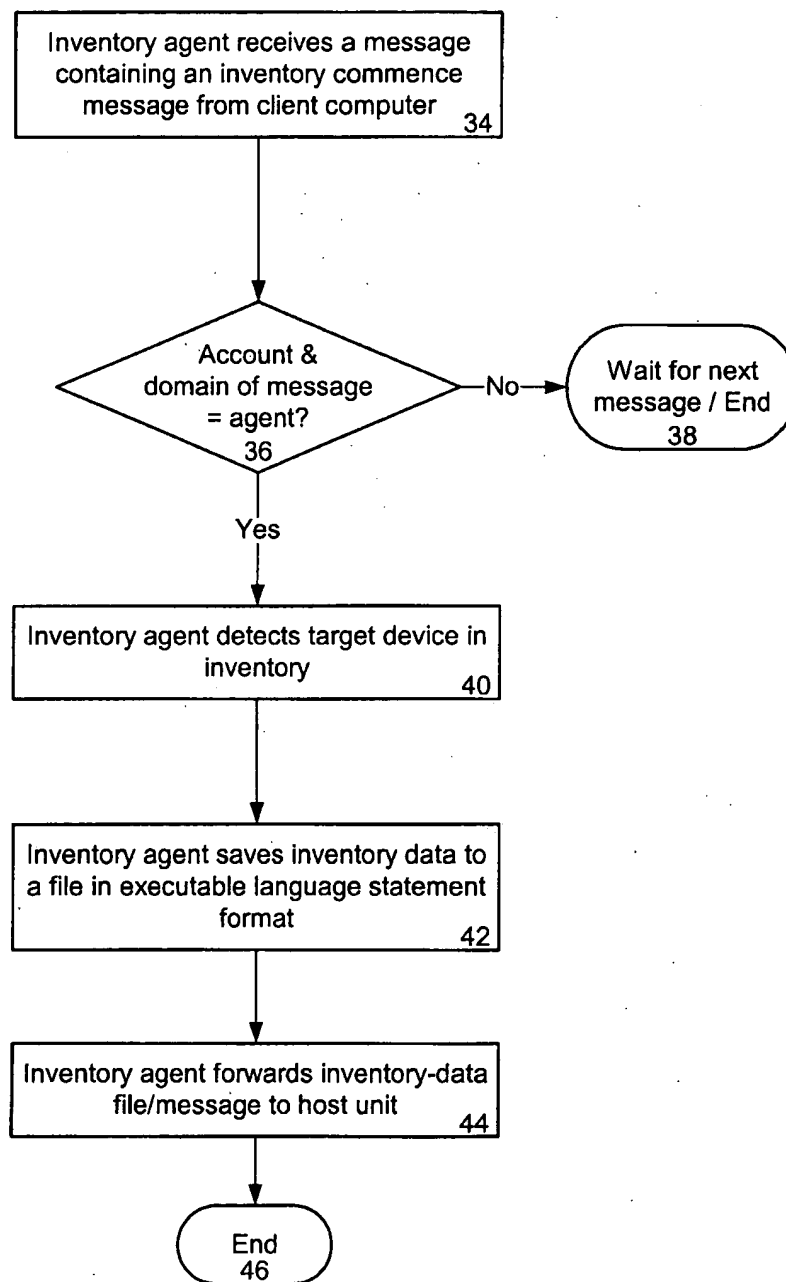 Inventory agent receives a message
containing an inventory commence
message from client computer
34
Account &
domain of message
= agent?
36
No
Wait for next
message / End
38
Yes
Inventory agent detects target device in
inventory
40
Inventory agent saves inventory data to
a file in executable language statement
format
42
Inventory agent forwards inventory-data
file/message to host unit
44
End
46